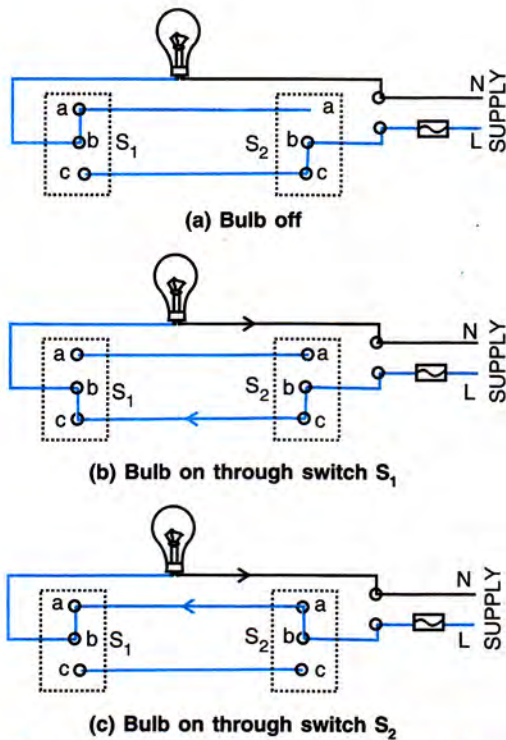 N
a a
b S₁ S₂ b
L
c c
SUPPLY
(a) Bulb off
N
a a
b S₁ S₂ b
L
c c
SUPPLY
(b) Bulb on through switch S₁
N
a a
b S₁ S₂ b
L
c c
SUPPLY
(c) Bulb on through switch S₂